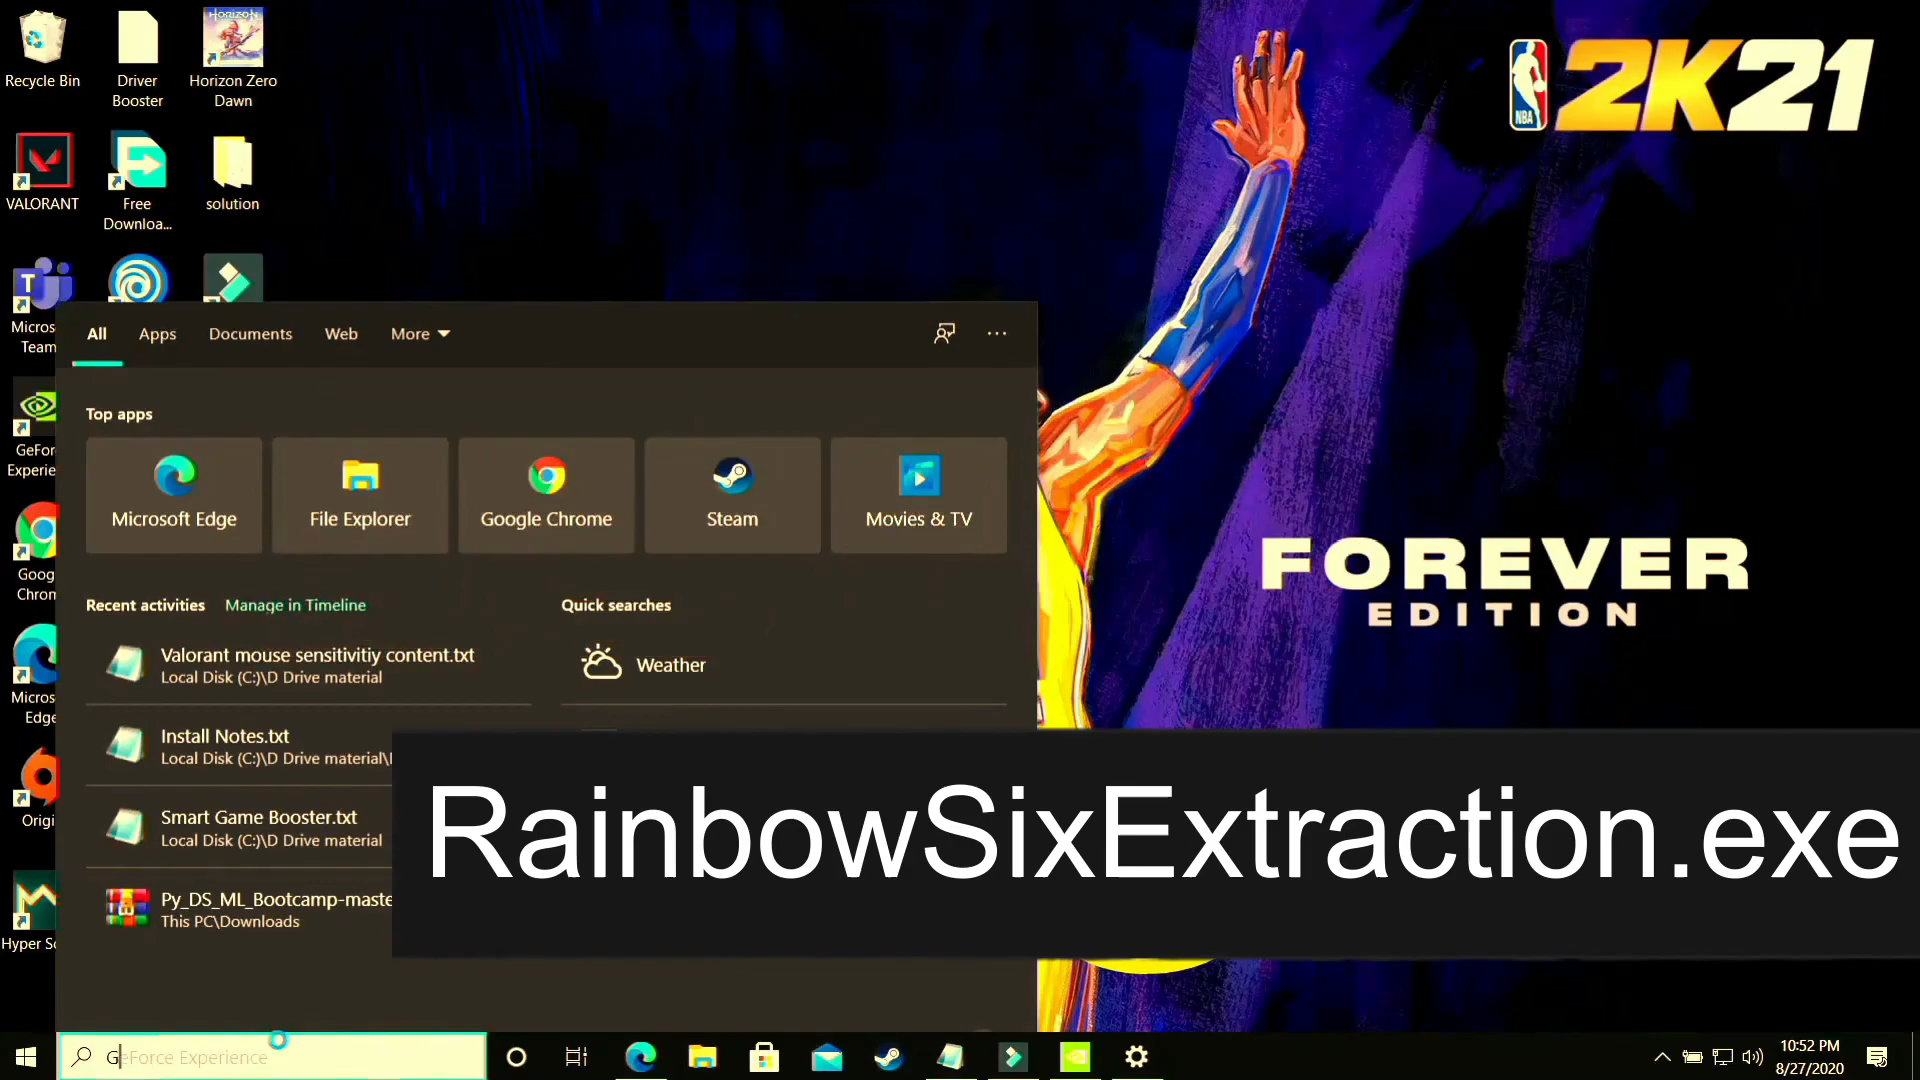 Recycle Bin
Driver
Booster
HORIZON
Horizon Zero
Dawn
VALORANT
Free
Downloa...
solution
Micros
Team
GeFor
Experie
Goog
Chrom
Micros
Edge
Origi
Hyper Sc
NBA
2K21
FOREVER
EDITION
All
Apps
Documents
Web
More
Top apps
Microsoft Edge
File Explorer
Google Chrome
Steam
Movies & TV
Recent activities
Manage in Timeline
Quick searches
Valorant mouse sensitivitiy content.txt
Local Disk (C:)\D Drive material
Weather
Install Notes.txt
Local Disk (C:)\D Drive material\
Smart Game Booster.txt
Local Disk (C:)\D Drive material
Py_DS_ML_Bootcamp-maste
This PC\Downloads
RainbowSixExtraction.exe
GeForce Experience
10:52 PM
8/27/2020